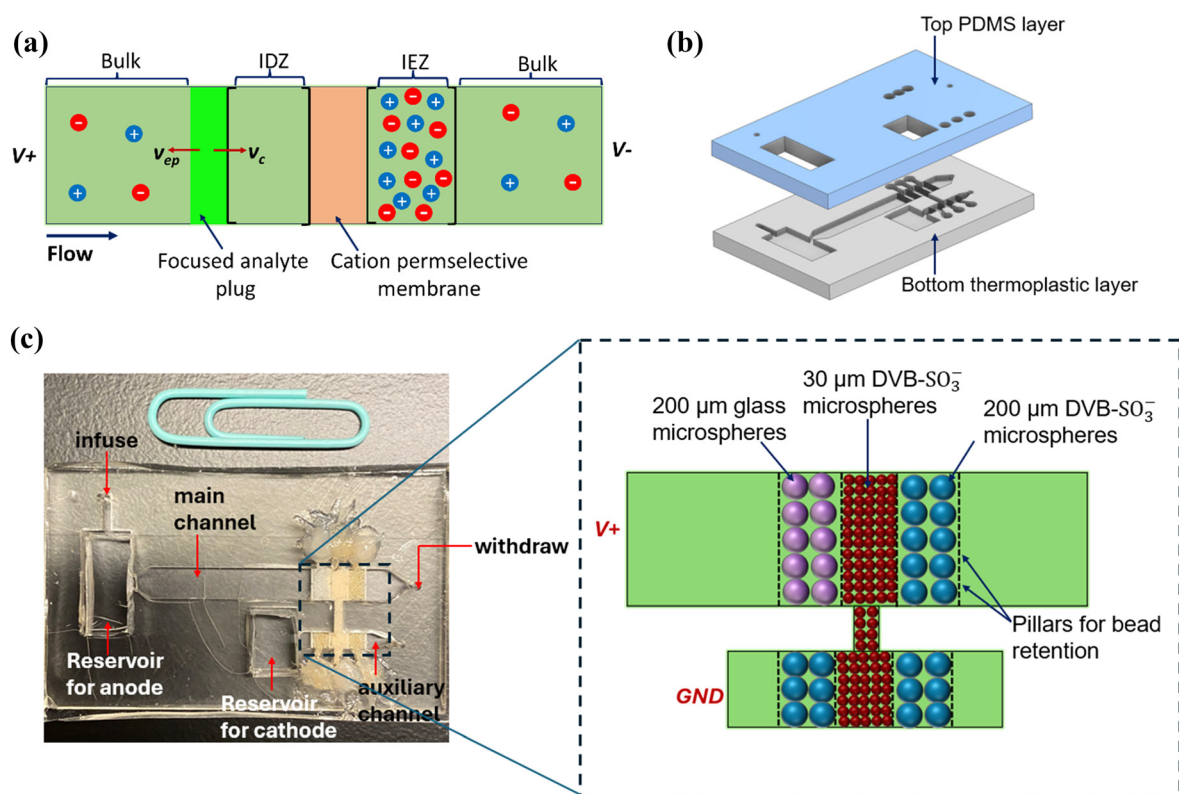 (a)
Bulk
IDZ
IEZ
Bulk
V+
v_ep
v_c
V-
Flow
Focused analyte
plug
Cation permselective
membrane
(b)
Top PDMS layer
Bottom thermoplastic layer
(c)
infuse
main
channel
withdraw
Reservoir
for anode
Reservoir
for cathode
auxiliary
channel
200 µm glass
microspheres
30 µm DVB-SO₃⁻
microspheres
200 µm DVB-SO₃⁻
microspheres
V+
Pillars for bead
retention
GND